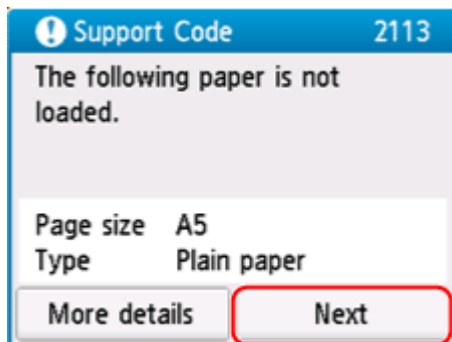 Support Code 2113
The following paper is not
loaded.
Page size A5
Type Plain paper
More details Next